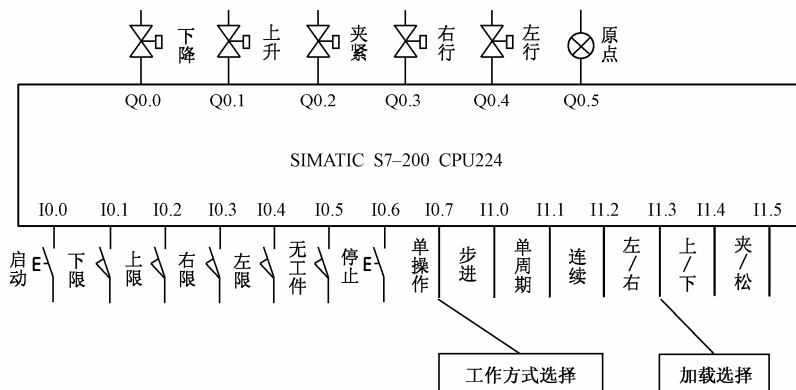 下降
上升
夹紧
右行
左行
原点
Q0.0 Q0.1 Q0.2 Q0.3 Q0.4 Q0.5
SIMATIC S7–200 CPU224
I0.0 I0.1 I0.2 I0.3 I0.4 I0.5 I0.6 I0.7 I1.0 I1.1 I1.2 I1.3 I1.4 I1.5
启动
E
下限
上限
右限
左限
无工件
停止
E
单操作
步进
单周期
连续
左/右
上/下
夹/松
工作方式选择
加载选择